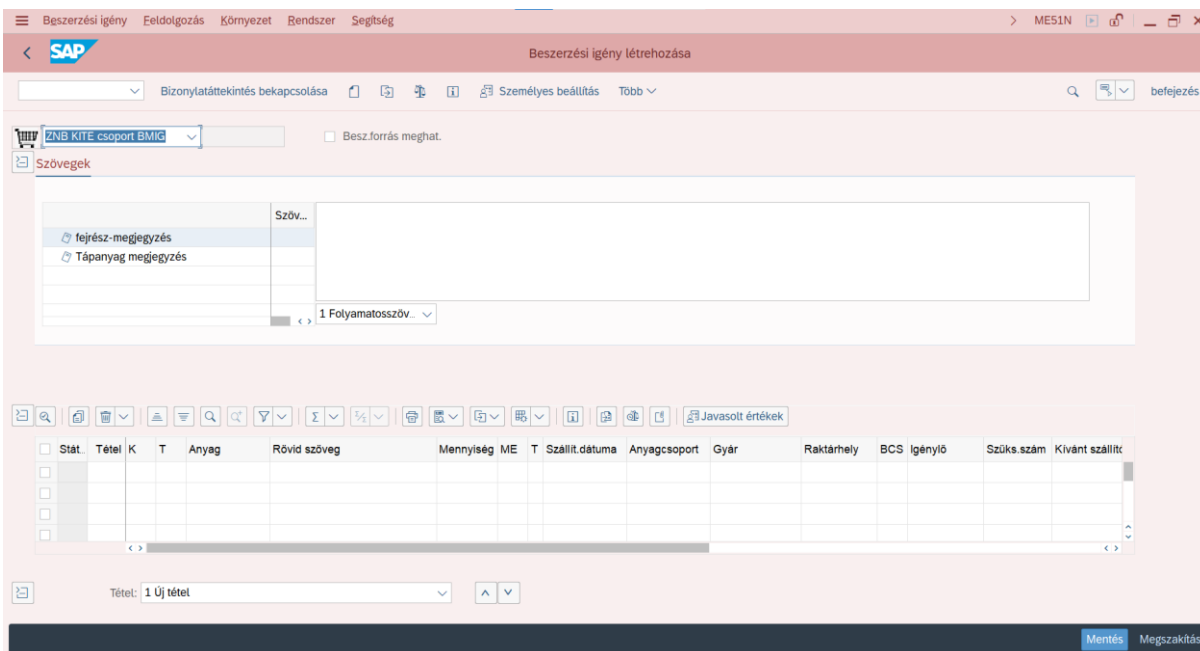 Beszerzési igény Feldolgozás Környezet Rendszer Segítség ME51N
SAP Beszerzési igény létrehozása
Bizonylatáttekintés bekapcsolása Személyes beállítás Több befejezés
ZNB KITE csoport BMIG Besz.forrás meghat.
Szövegek
Szöv...
fejrész-megjegyzés
Tápanyag megjegyzés
1 Folyamatosszöv..
Javasolt értékek
Stát.. Tétel K T Anyag Rövid szöveg Mennyiség ME T Szállít.dátuma Anyagcsoport Gyár Raktárhely BCS Igénylő Szüks.szám Kívánt szállító
Tétel: 1 Új tétel
Mentés Megszakítás